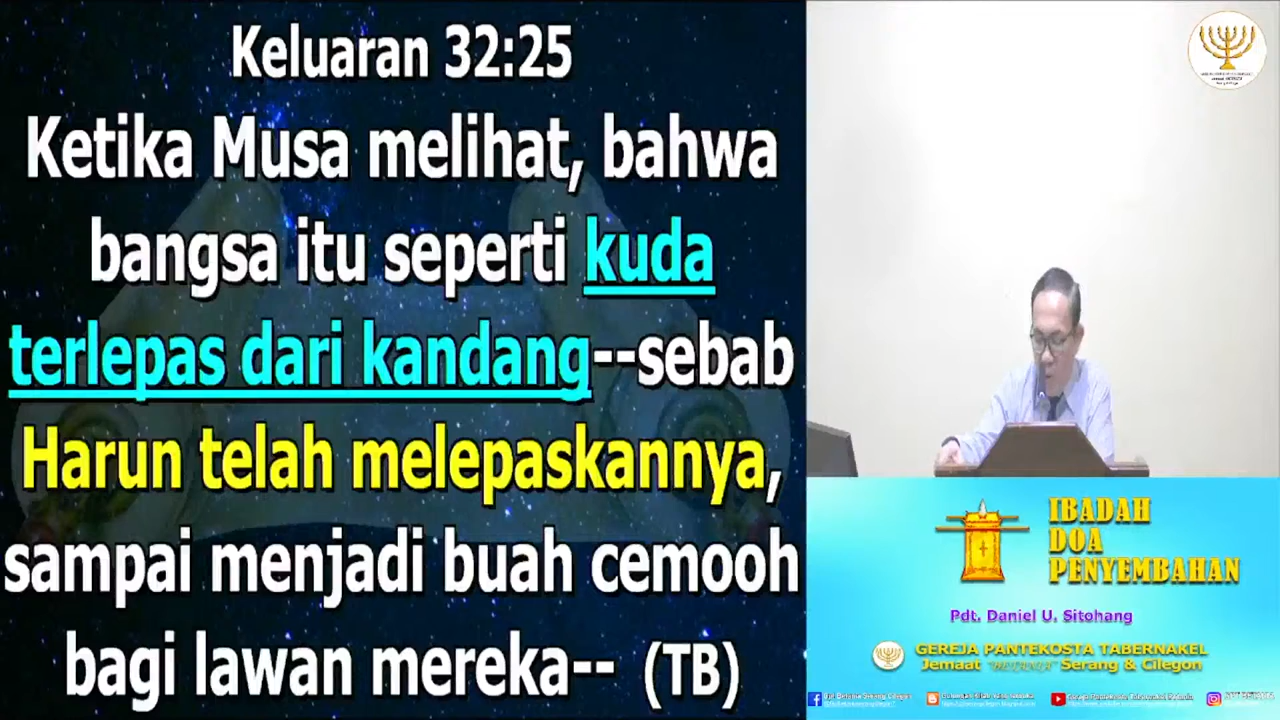 Keluaran 32:25
Ketika Musa melihat, bahwa
bangsa itu seperti kuda
terlepas dari kandang--sebab
Harun telah melepaskannya,
sampai menjadi buah cemooh
bagi lawan mereka-- (TB)
IBADAH
DOA
PENYEMBAHAN
Pdt. Daniel U. Sitohang
GEREJA PANTEKOSTA TABERNAKEL
Jemaat "BETANIA" Serang & Cilegon